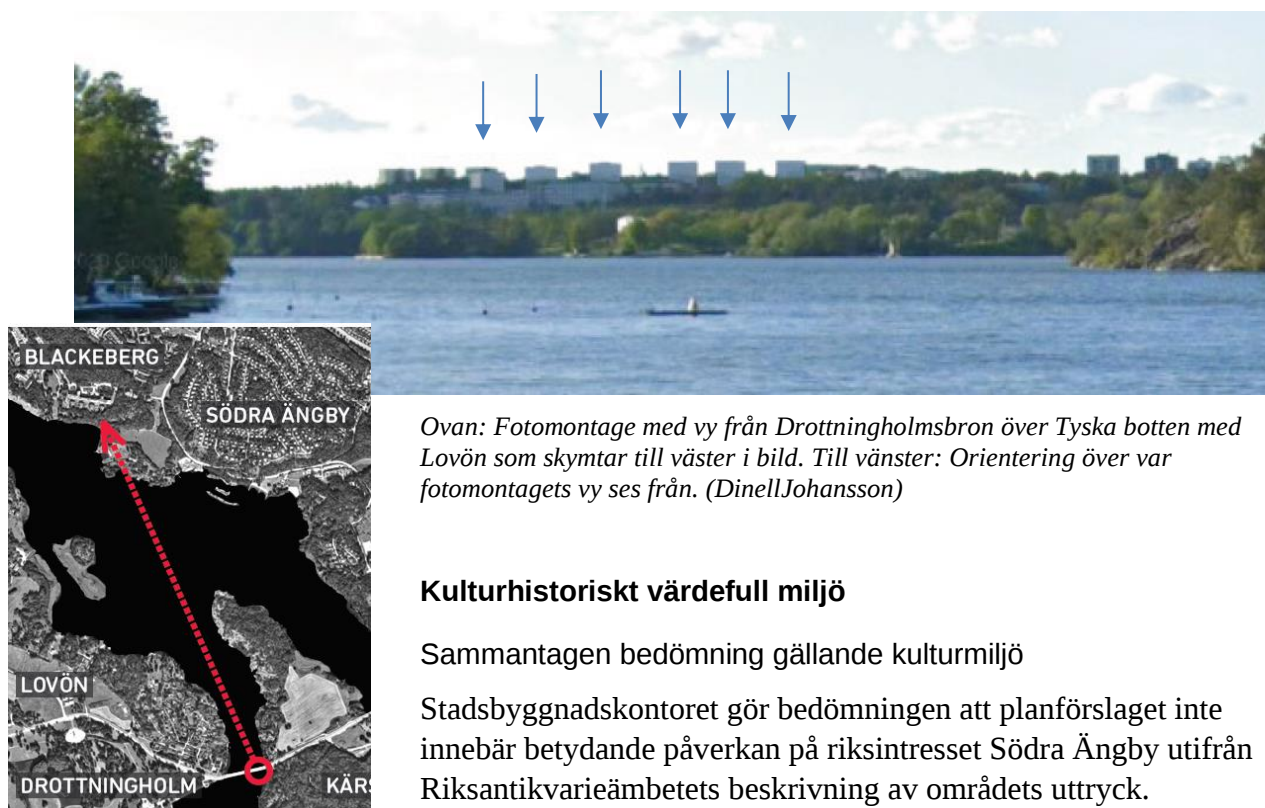 Google
BLACKEBERG
SÖDRA ÄNGBY
LOVÖN
DROTTNINGHOLM
KÄRS
Ovan: Fotomontage med vy från Drottningholmsbron över Tyska botten med
Lovön som skymtar till väster i bild. Till vänster: Orientering över var
fotomontagets vy ses från. (DinellJohansson)
Kulturhistoriskt värdefull miljö
Sammantagen bedömning gällande kulturmiljö
Stadsbyggnadskontoret gör bedömningen att planförslaget inte
innebär betydande påverkan på riksintresset Södra Ängby utifrån
Riksantikvarieämbetets beskrivning av områdets uttryck.